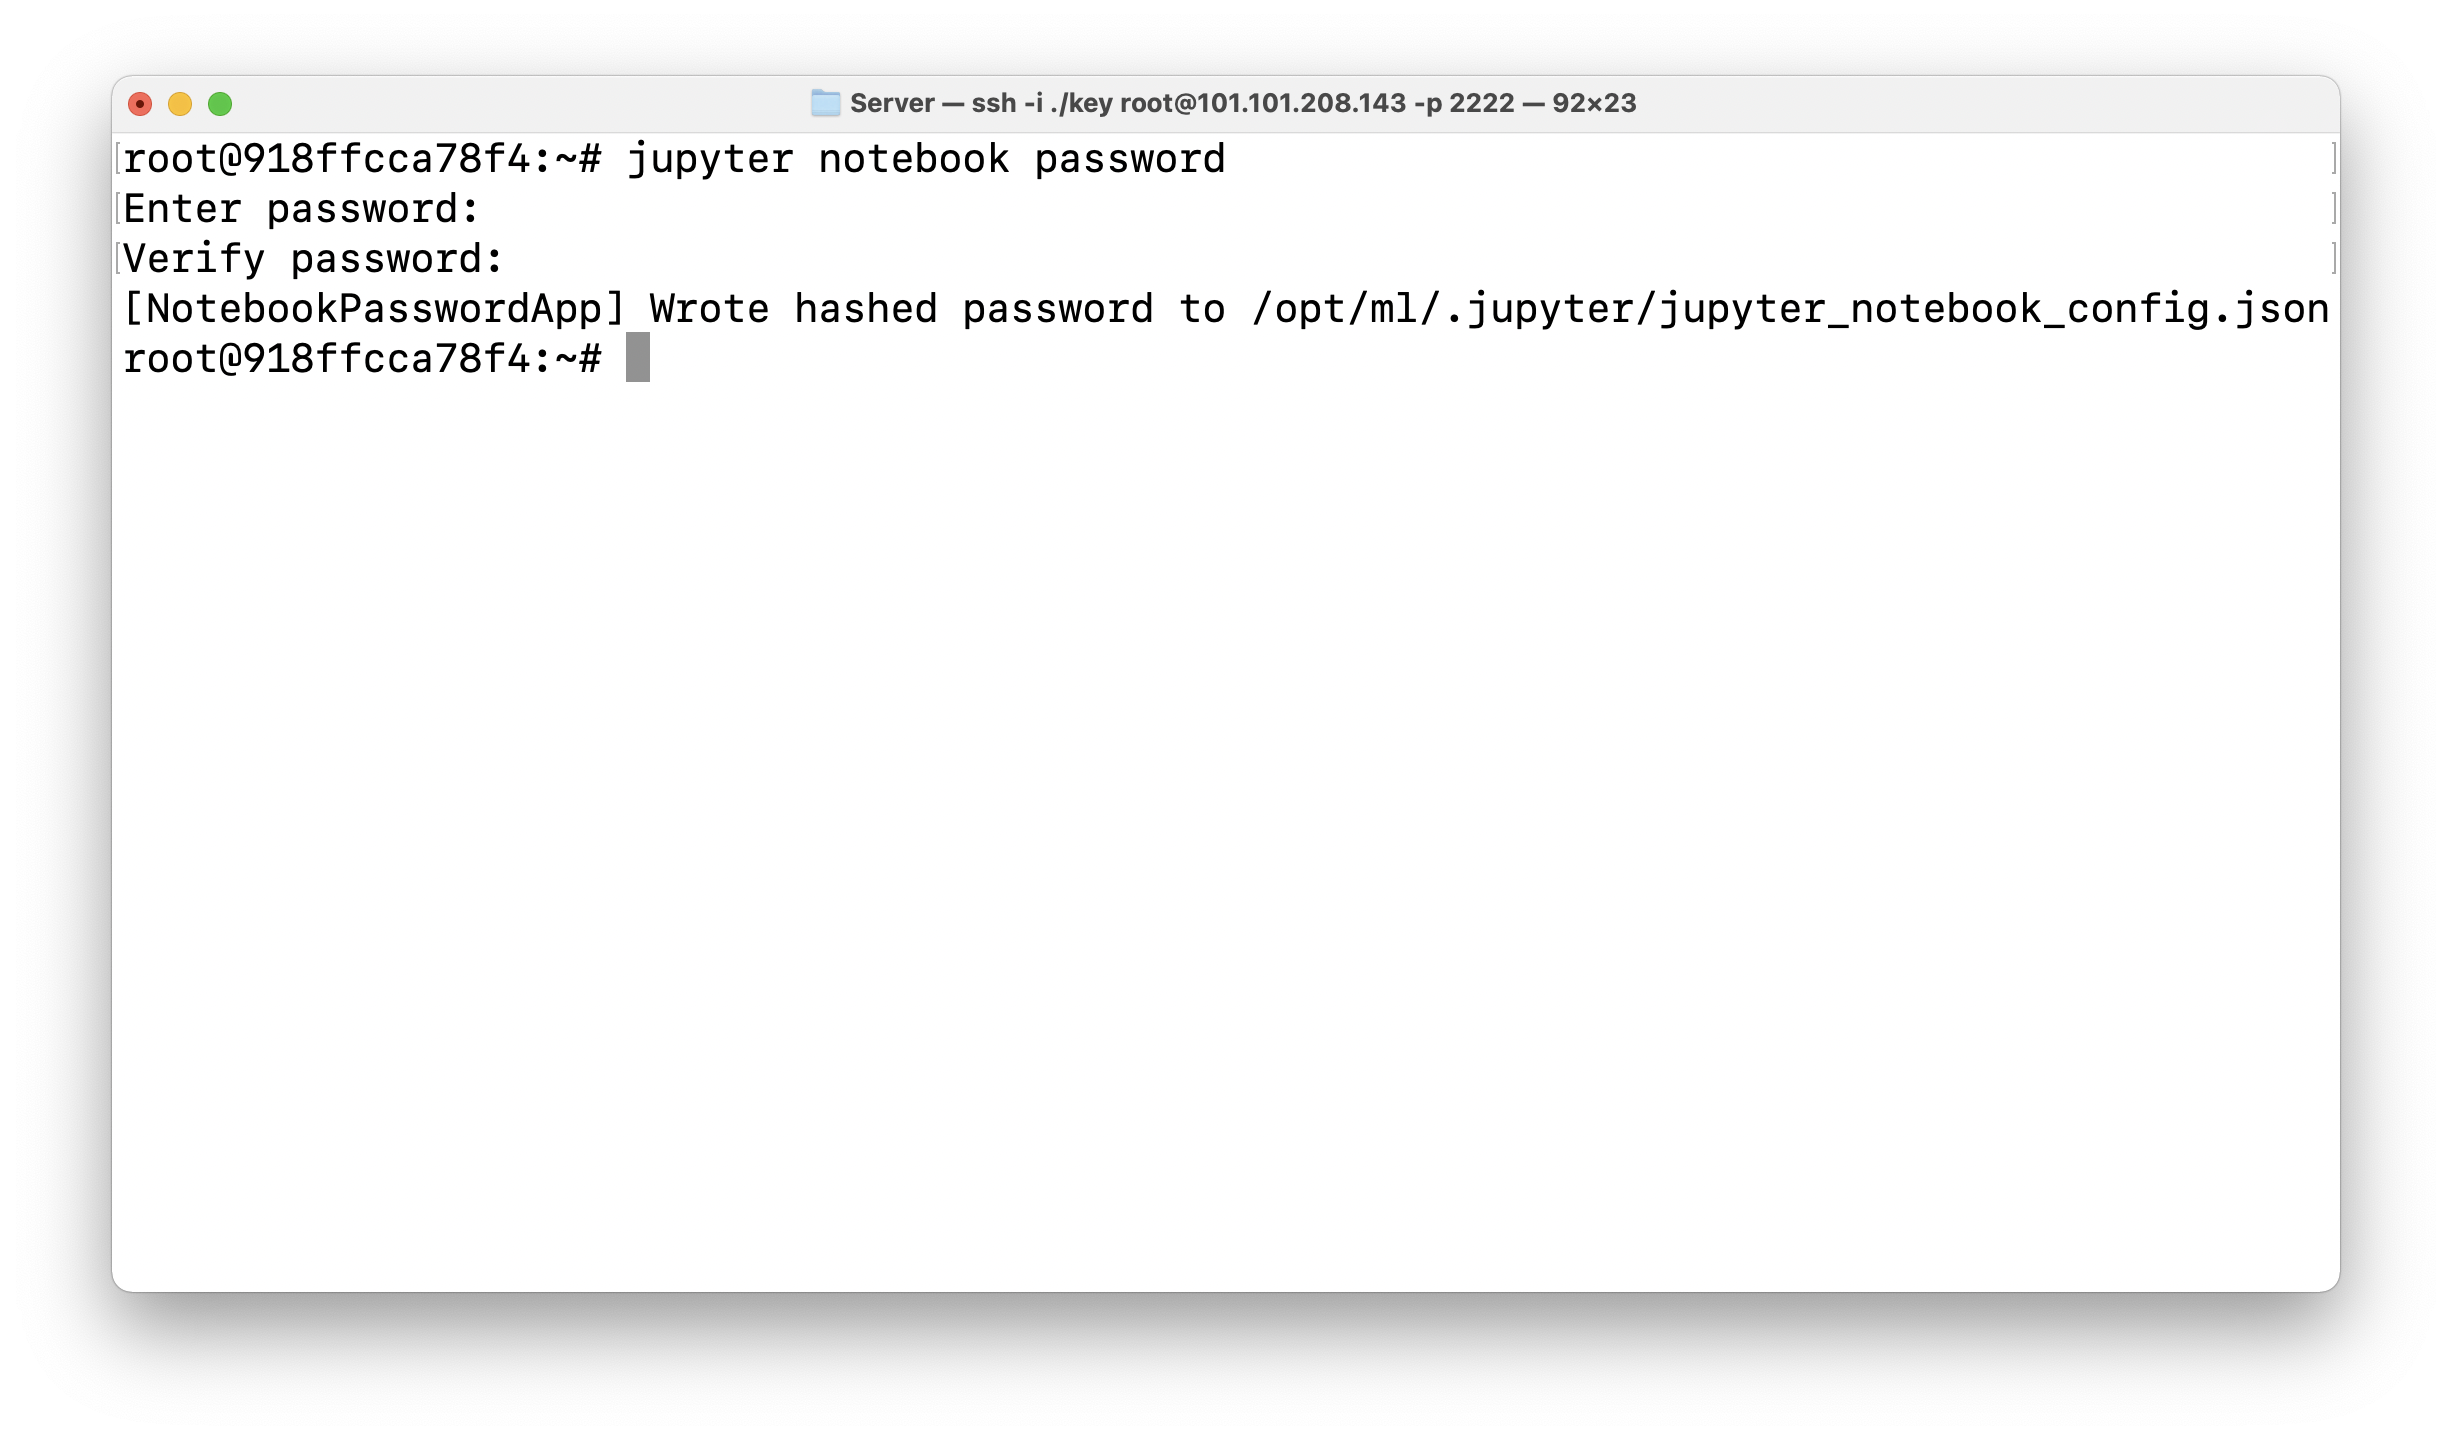 Server — ssh -i ./key root@101.101.208.143 -p 2222 — 92×23
root@918ffcca78f4:~# jupyter notebook password
Enter password:
Verify password:
[NotebookPasswordApp] Wrote hashed password to /opt/ml/.jupyter/jupyter_notebook_config.json
root@918ffcca78f4:~#